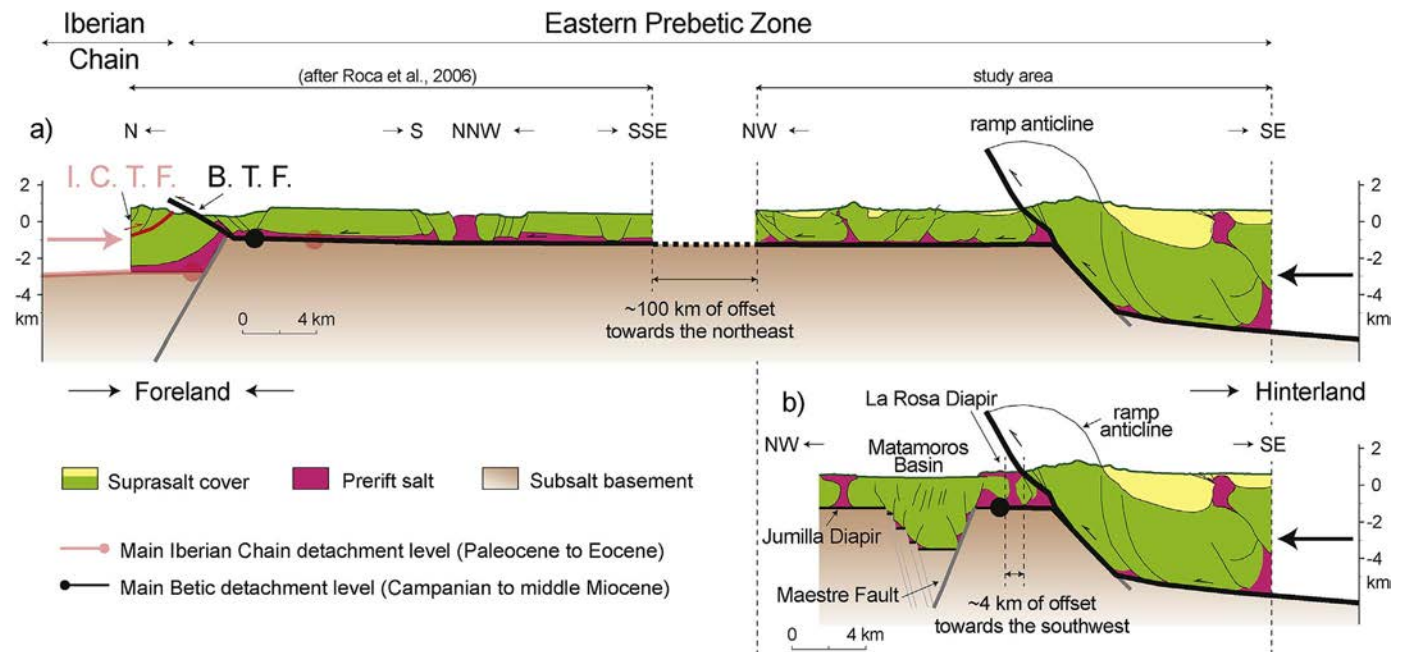 Iberian
Chain
Eastern Prebetic Zone
(after Roca et al., 2006)
study area
a)
N
S
NNW
SSE
NW
ramp anticline
SE
I. C. T. F.
B. T. F.
2
0
-2
-4
km
2
0
-2
-4
km
0 4 km
~100 km of offset
towards the northeast
Foreland
Hinterland
b)
La Rosa Diapir
ramp
anticline
NW
Matamoros
Basin
SE
2
0
-2
-4
km
Jumilla Diapir
Maestre Fault
~4 km of offset
towards the southwest
0 4 km
Suprasalt cover
Prerift salt
Subsalt basement
Main Iberian Chain detachment level (Paleocene to Eocene)
Main Betic detachment level (Campanian to middle Miocene)